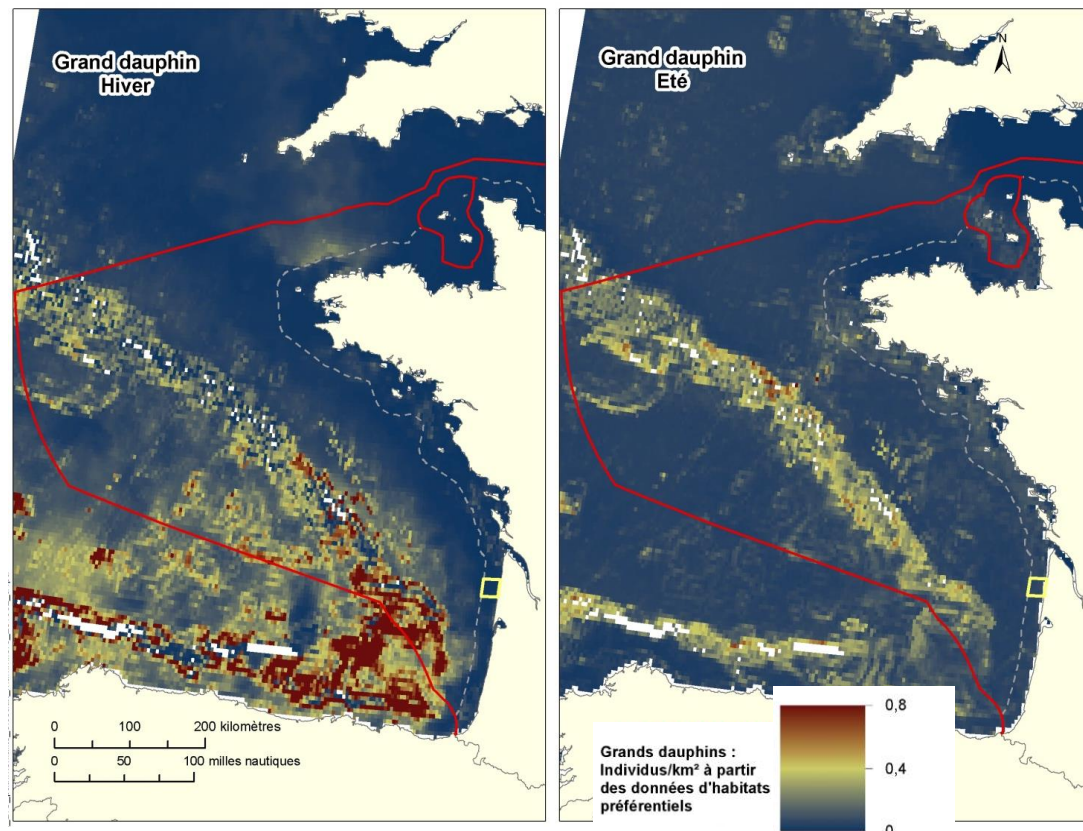 Grand dauphin
Hiver
0 100 200 kilomètres
0 50 100 milles nautiques
Grand dauphin
Eté
N
Grands dauphins :
Individus/km² à partir
des données d'habitats
préférentiels
0,8
0,4
0